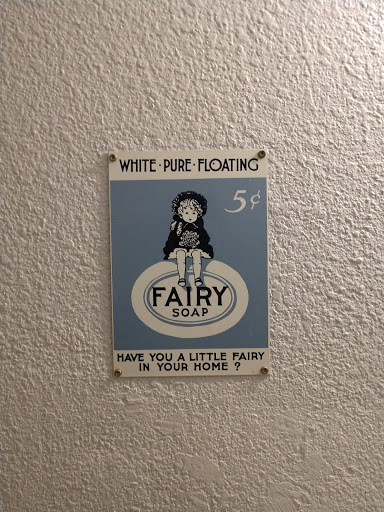 WHITE · PURE · FLOATING
5¢
FAIRY
SOAP
HAVE YOU A LITTLE FAIRY
IN YOUR HOME ?